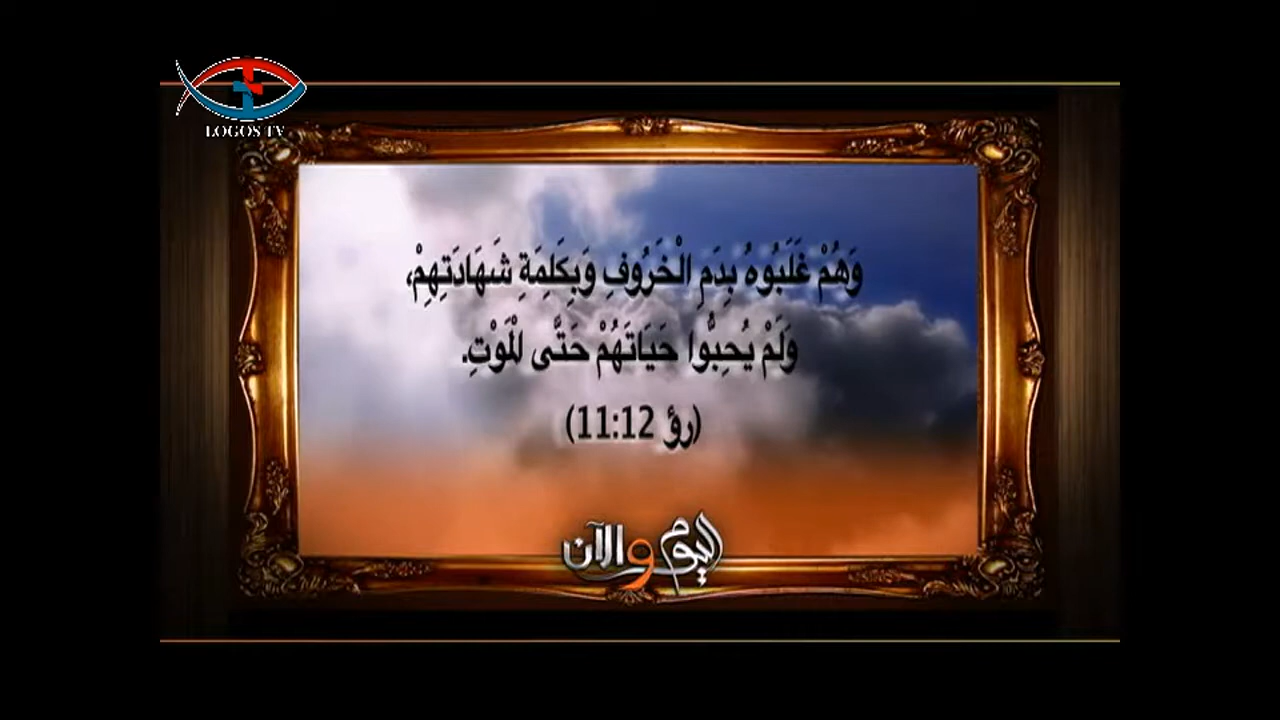 LOGOS TV
وَهُمْ غَلَبُوهُ بِدَمِ الْخَرُوفِ وَبِكَلِمَةِ شَهَادَتِهِمْ،
وَلَمْ يُحِبُّوا حَيَاتَهُمْ حَتَّى الْمَوْتِ.
(رؤ 11:12)
اليوم والآن